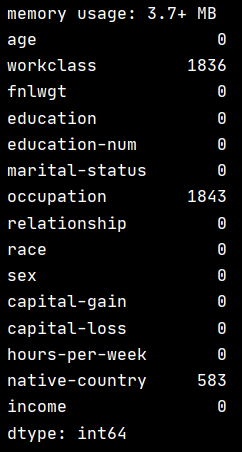 memory usage: 3.7+ MB
age                  0
workclass         1836
fnlwgt               0
education            0
education-num        0
marital-status       0
occupation        1843
relationship         0
race                 0
sex                  0
capital-gain         0
capital-loss         0
hours-per-week       0
native-country     583
income               0
dtype: int64